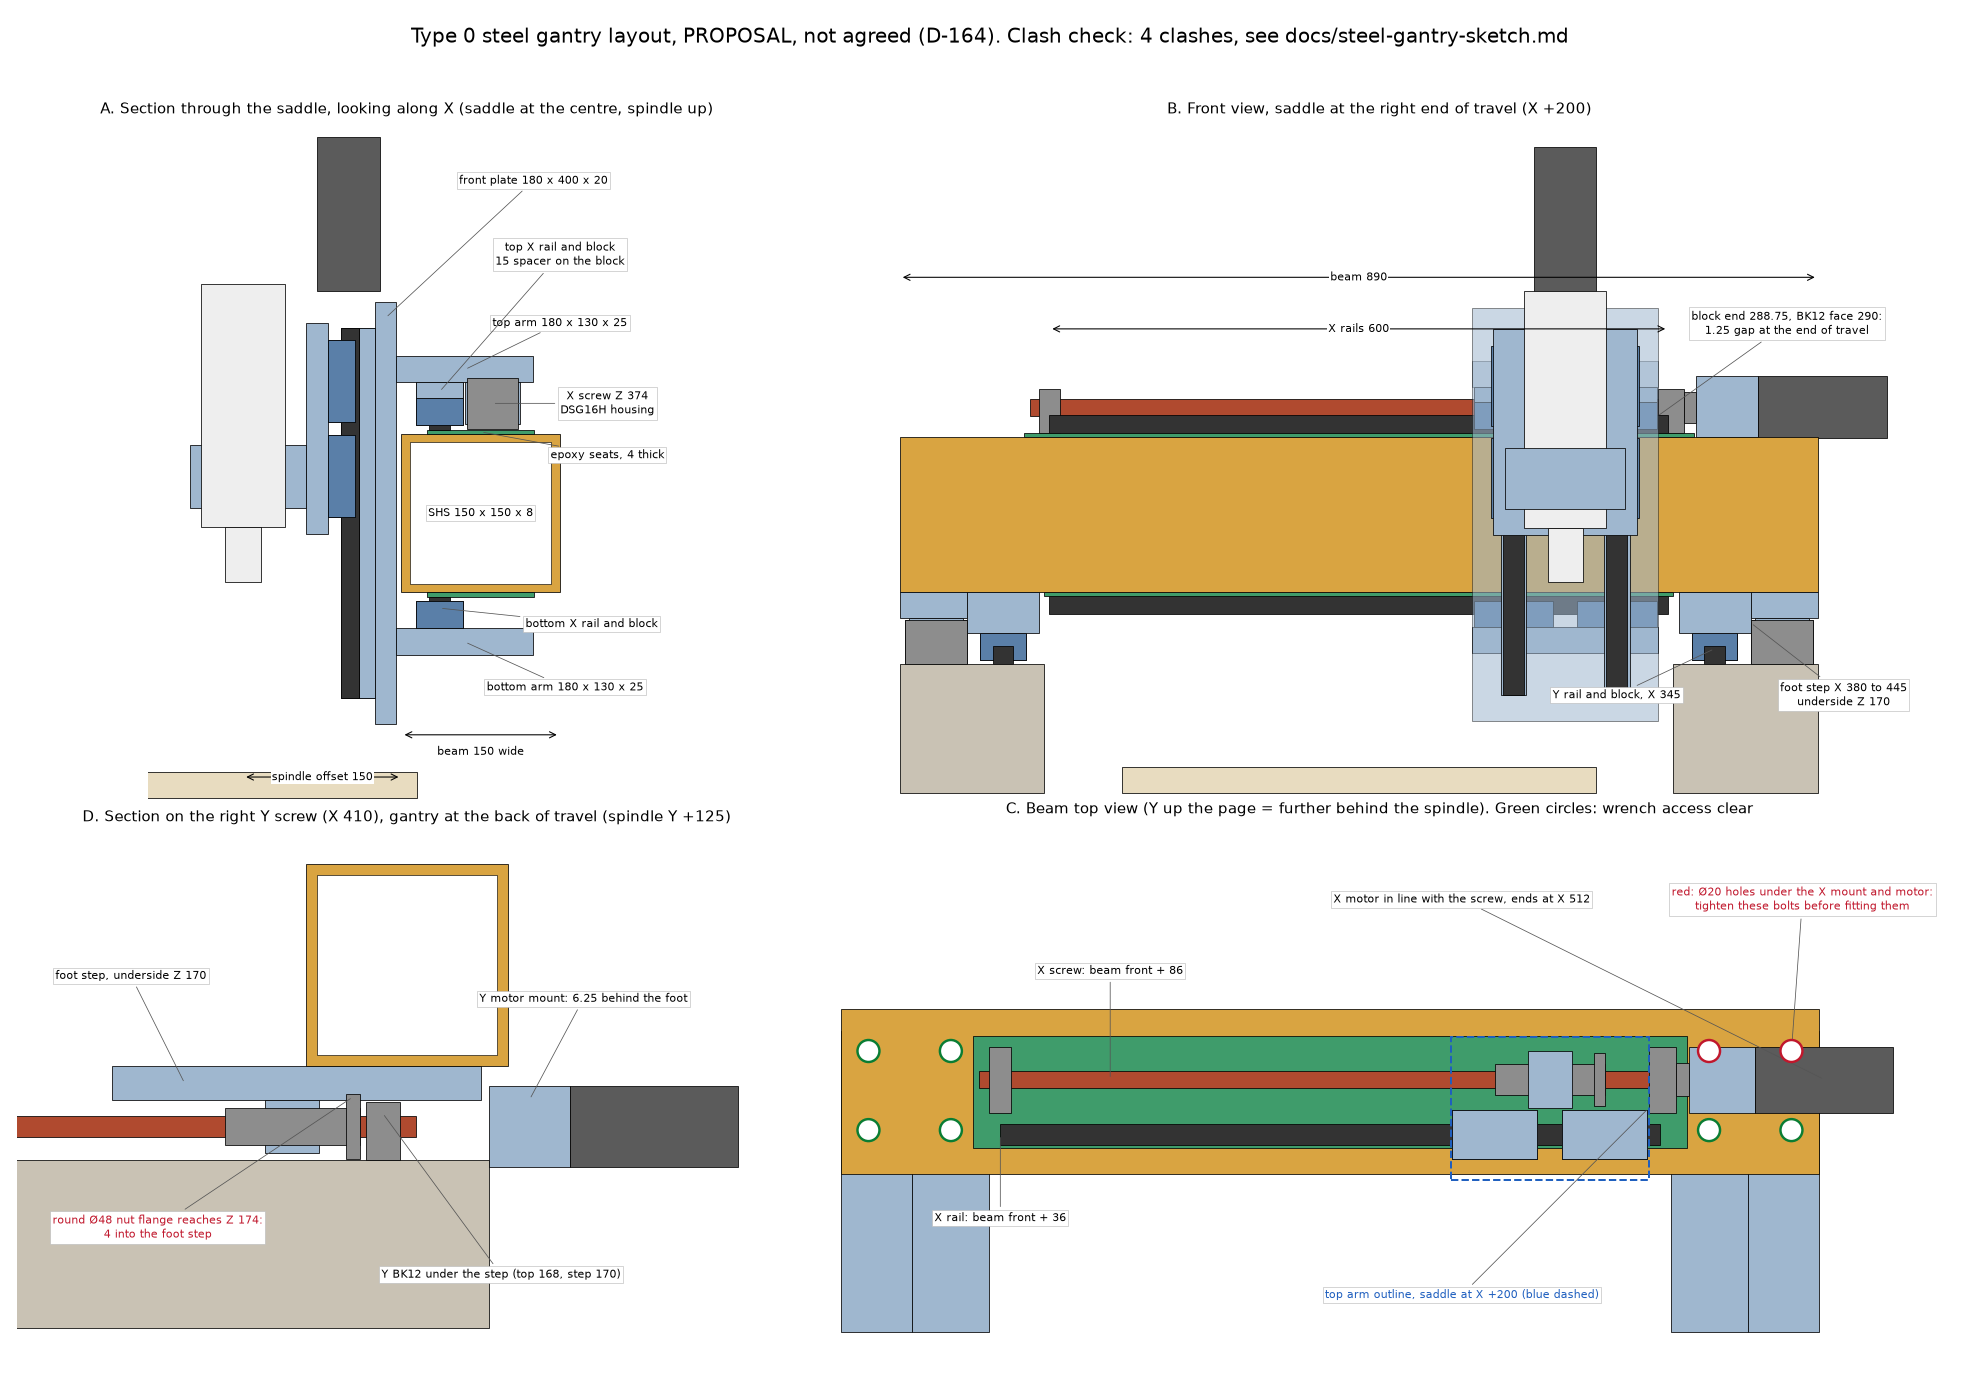 Type 0 steel gantry layout, PROPOSAL, not agreed (D-164). Clash check: 4 clashes, see docs/steel-gantry-sketch.md
A. Section through the saddle, looking along X (saddle at the centre, spindle up)
front plate 180 x 400 x 20
top X rail and block
15 spacer on the block
top arm 180 x 130 x 25
X screw Z 374
DSG16H housing
epoxy seats, 4 thick
SHS 150 x 150 x 8
bottom X rail and block
bottom arm 180 x 130 x 25
beam 150 wide
spindle offset 150
B. Front view, saddle at the right end of travel (X +200)
beam 890
X rails 600
block end 288.75, BK12 face 290:
1.25 gap at the end of travel
Y rail and block, X 345
foot step X 380 to 445
underside Z 170
D. Section on the right Y screw (X 410), gantry at the back of travel (spindle Y +125)
foot step, underside Z 170
Y motor mount: 6.25 behind the foot
round Ø48 nut flange reaches Z 174:
4 into the foot step
Y BK12 under the step (top 168, step 170)
C. Beam top view (Y up the page = further behind the spindle). Green circles: wrench access clear
X motor in line with the screw, ends at X 512
red: Ø20 holes under the X mount and motor:
tighten these bolts before fitting them
X screw: beam front + 86
X rail: beam front + 36
top arm outline, saddle at X +200 (blue dashed)